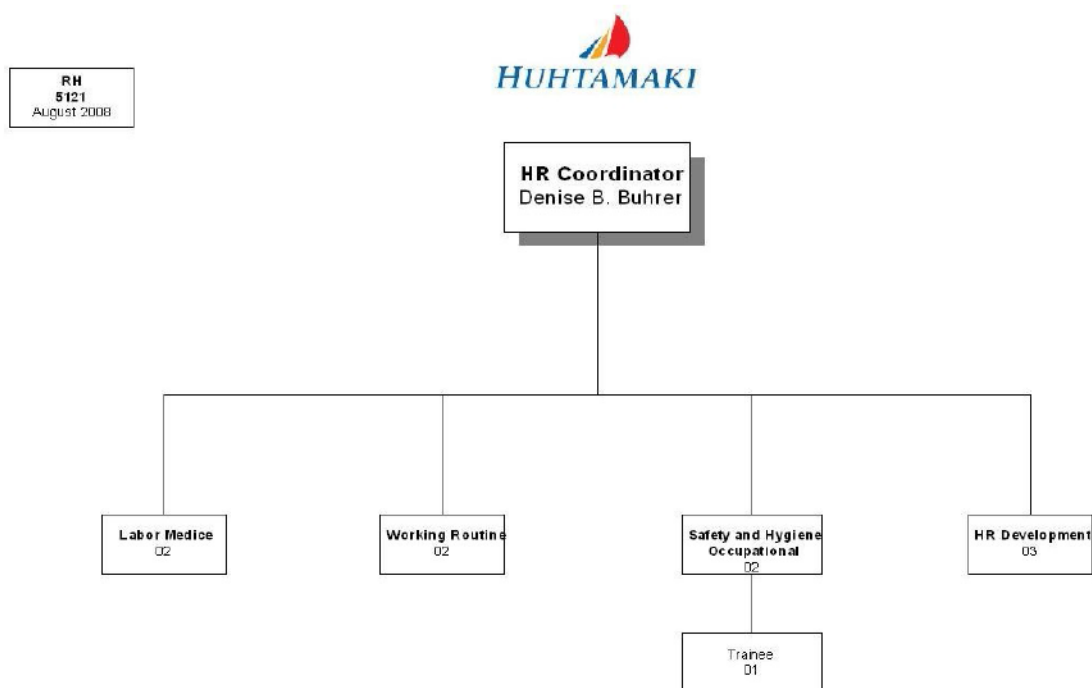 HUHTAMAKI
RH
5121
August 2008
HR Coordinator
Denise B. Buhrer
Labor Medice
02
Working Routine
02
Safety and Hygiene
Occupational
02
HR Development
03
Trainee
01